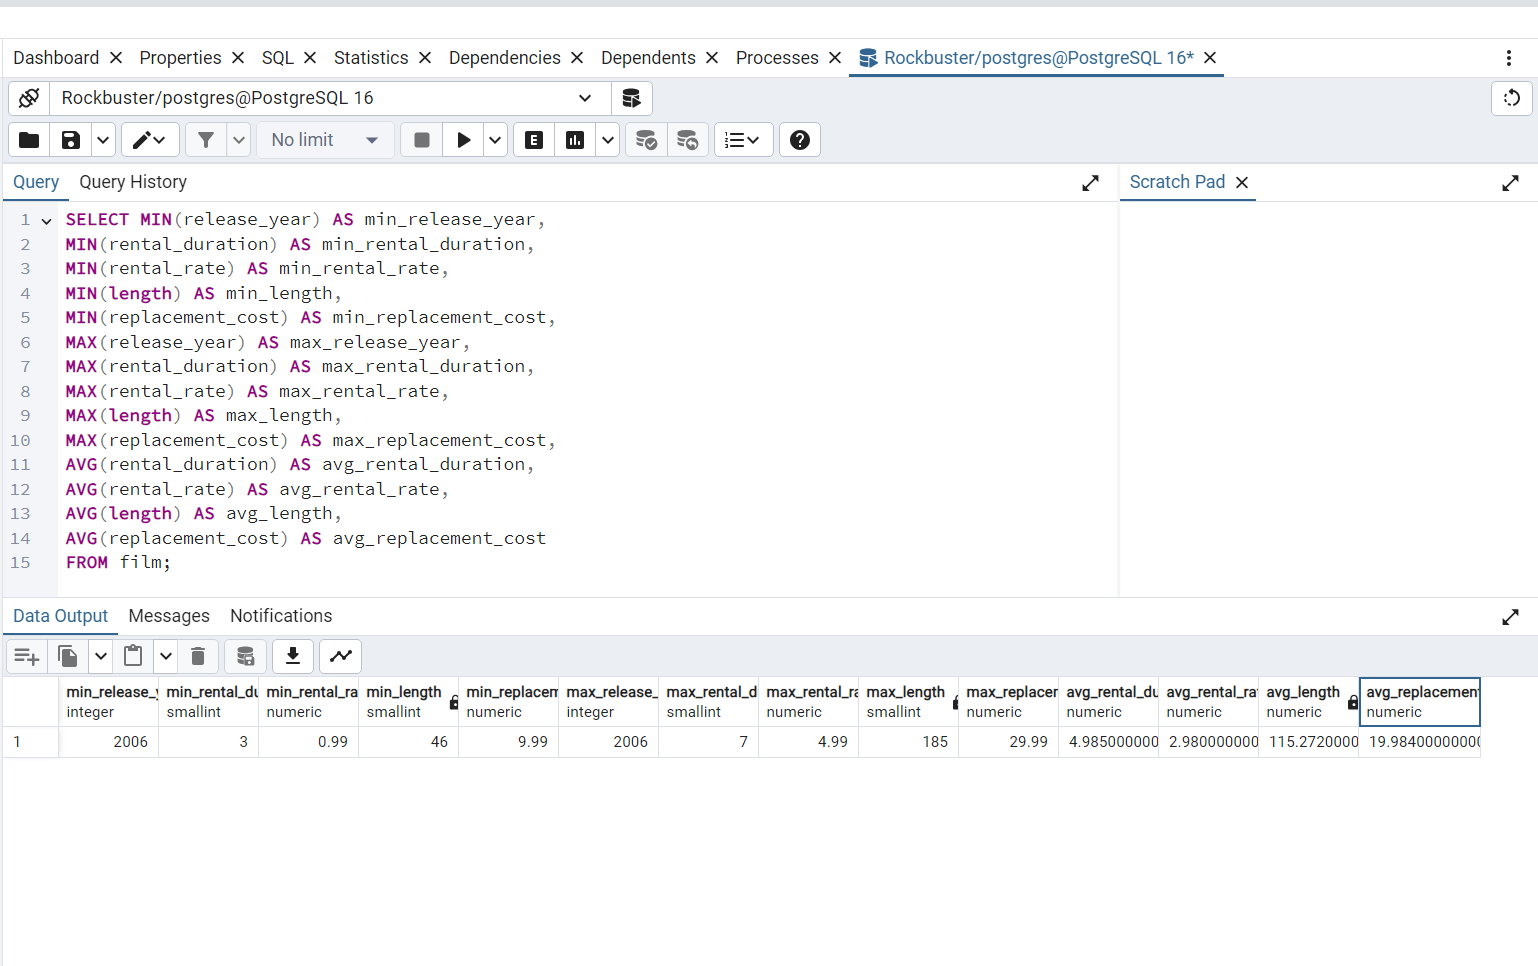 Dashboard Properties SQL Statistics Dependencies Dependents Processes Rockbuster/postgres@PostgreSQL 16*
Rockbuster/postgres@PostgreSQL 16
No limit E
Query Query History Scratch Pad
1 SELECT MIN(release_year) AS min_release_year,
2 MIN(rental_duration) AS min_rental_duration,
3 MIN(rental_rate) AS min_rental_rate,
4 MIN(length) AS min_length,
5 MIN(replacement_cost) AS min_replacement_cost,
6 MAX(release_year) AS max_release_year,
7 MAX(rental_duration) AS max_rental_duration,
8 MAX(rental_rate) AS max_rental_rate,
9 MAX(length) AS max_length,
10 MAX(replacement_cost) AS max_replacement_cost,
11 AVG(rental_duration) AS avg_rental_duration,
12 AVG(rental_rate) AS avg_rental_rate,
13 AVG(length) AS avg_length,
14 AVG(replacement_cost) AS avg_replacement_cost
15 FROM film;
Data Output Messages Notifications
min_release_y min_rental_du min_rental_ra min_length min_replacem max_release_ max_rental_d max_rental_ra max_length max_replacer avg_rental_du avg_rental_ra avg_length avg_replacement
integer smallint numeric smallint numeric integer smallint numeric smallint numeric numeric numeric numeric numeric
1 2006 3 0.99 46 9.99 2006 7 4.99 185 29.99 4.985000000 2.980000000 115.2720000 19.98400000000